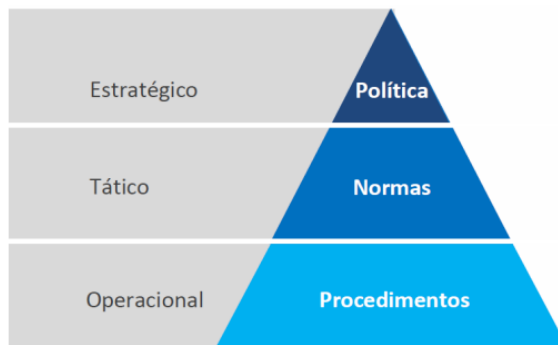 Estratégico
Política
Tático
Normas
Operacional
Procedimentos